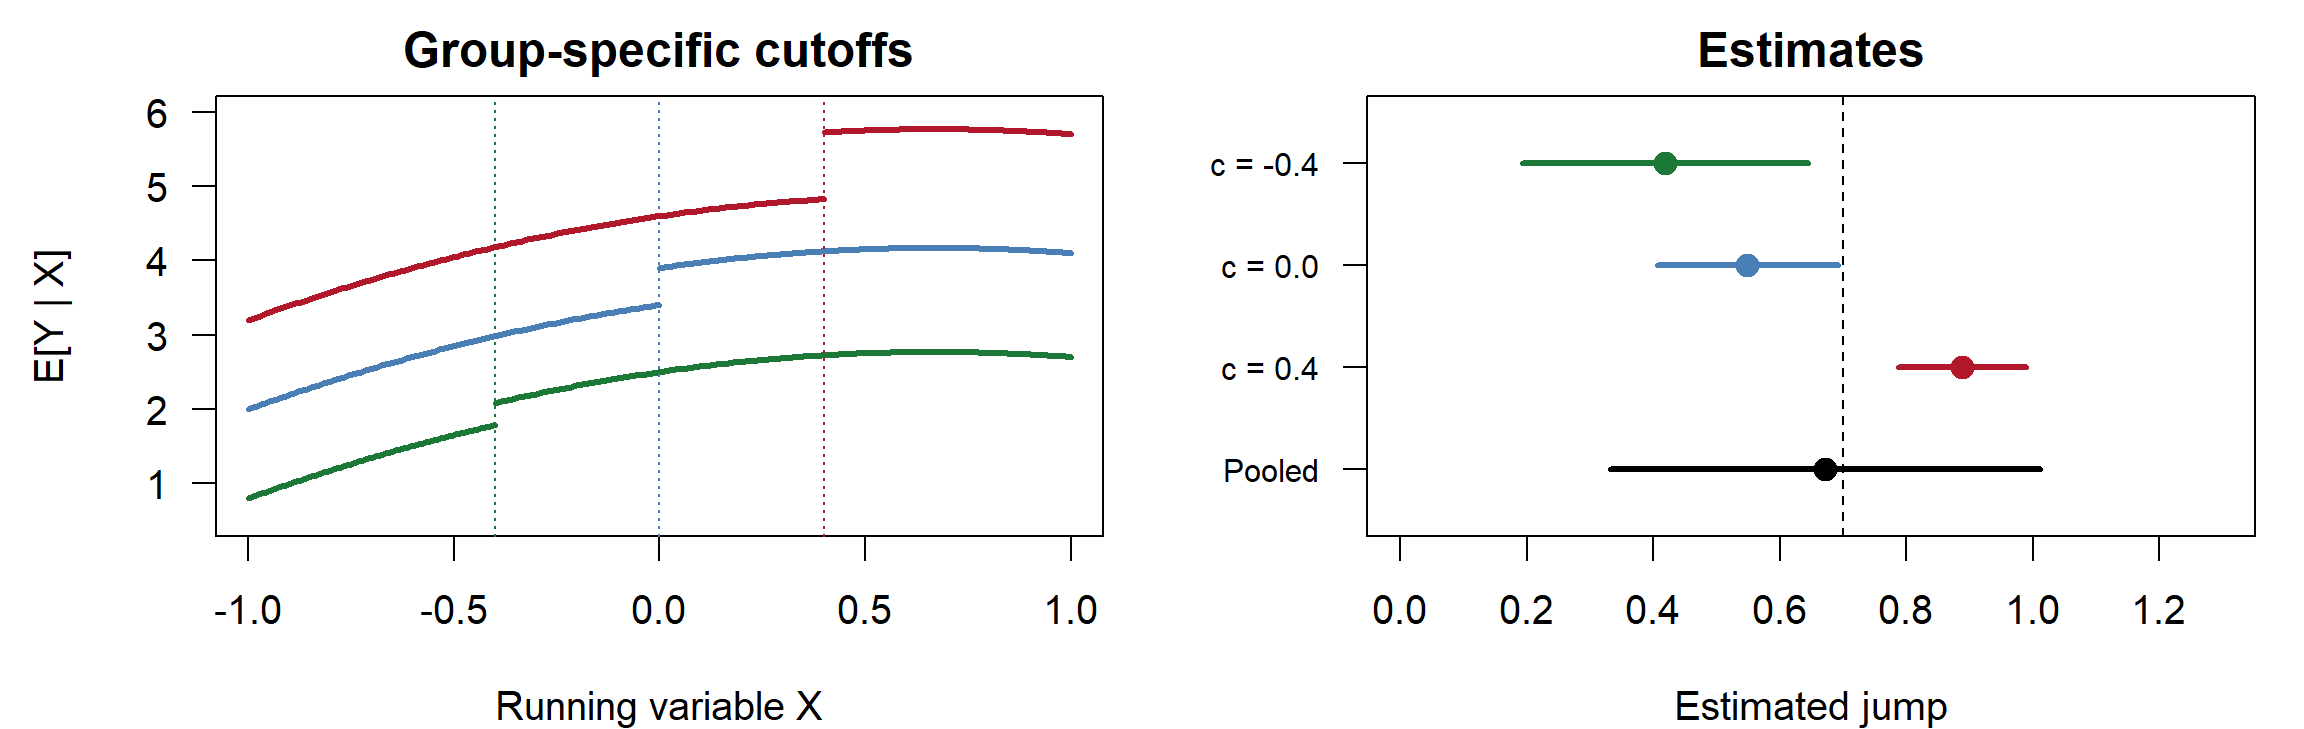 Group-specific cutoffs
6
5
4
3
2
1
E[Y | X]
-1.0 -0.5 0.0 0.5 1.0
Running variable X
Estimates
c = -0.4
c = 0.0
c = 0.4
Pooled
0.0 0.2 0.4 0.6 0.8 1.0 1.2
Estimated jump